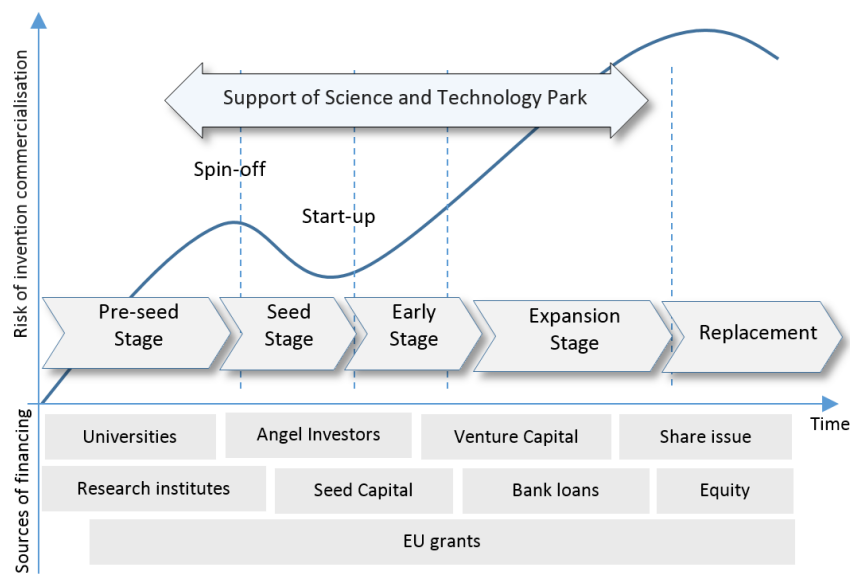 Risk of invention commercialisation
Support of Science and Technology Park
Spin-off
Start-up
Pre-seed
Stage
Seed
Stage
Early
Stage
Expansion
Stage
Replacement
Time
Sources of financing
Universities
Angel Investors
Venture Capital
Share issue
Research institutes
Seed Capital
Bank loans
Equity
EU grants